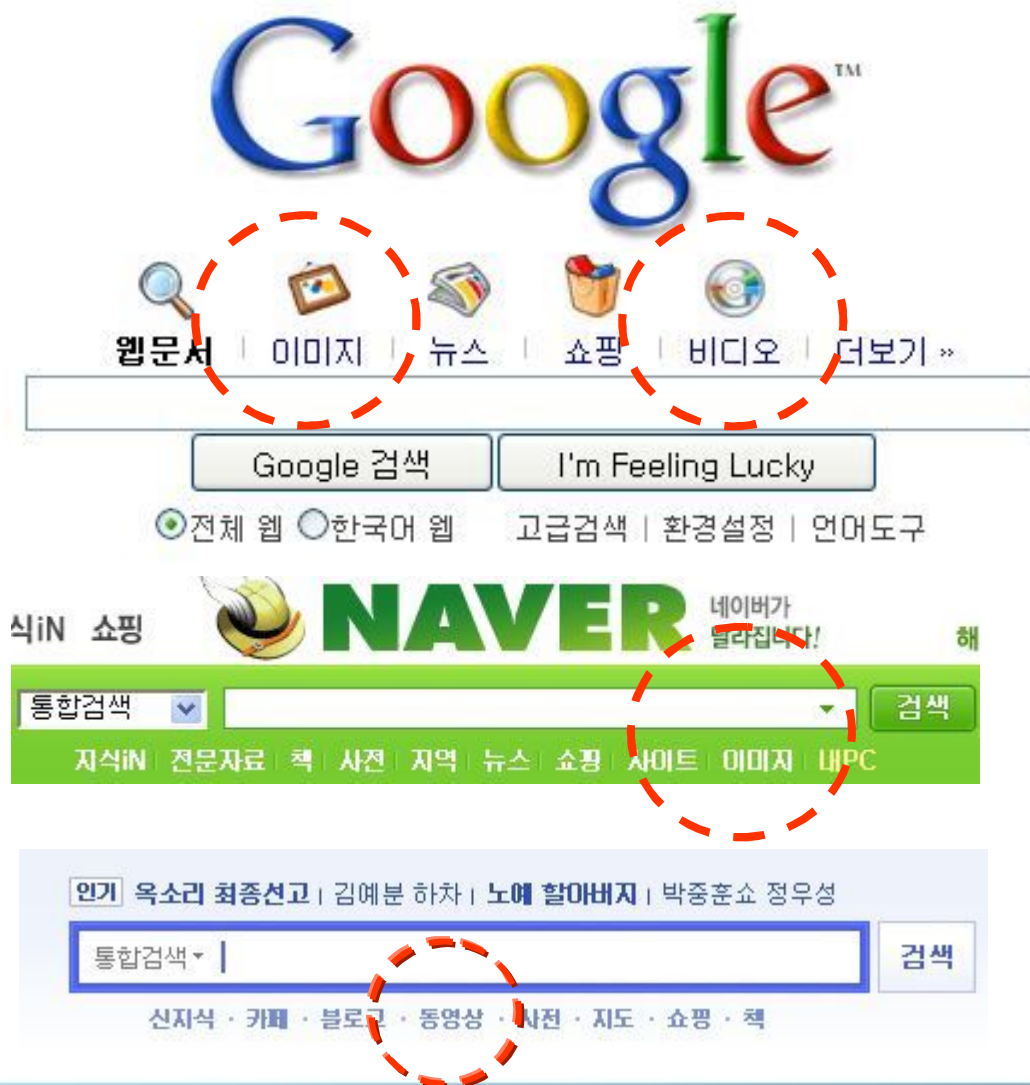 Google™
웹문서 | 이미지 | 뉴스 | 쇼핑 | 비디오 | 더보기 »
Google 검색 I'm Feeling Lucky
전체 웹 한국어 웹 고급검색 | 환경설정 | 언어도구
식iN 쇼핑 NAVER 네이버가
달라집니다! 해
통합검색 검색
지식iN 전문자료 책 사전 지역 뉴스 쇼핑 사이트 이미지 내PC
인기 옥소리 최종선고 | 김예분 하차 | 노예 할아버지 | 박중훈쇼 정우성
통합검색 검색
신지식 · 카페 · 블로그 · 동영상 · 사전 · 지도 · 쇼핑 · 책